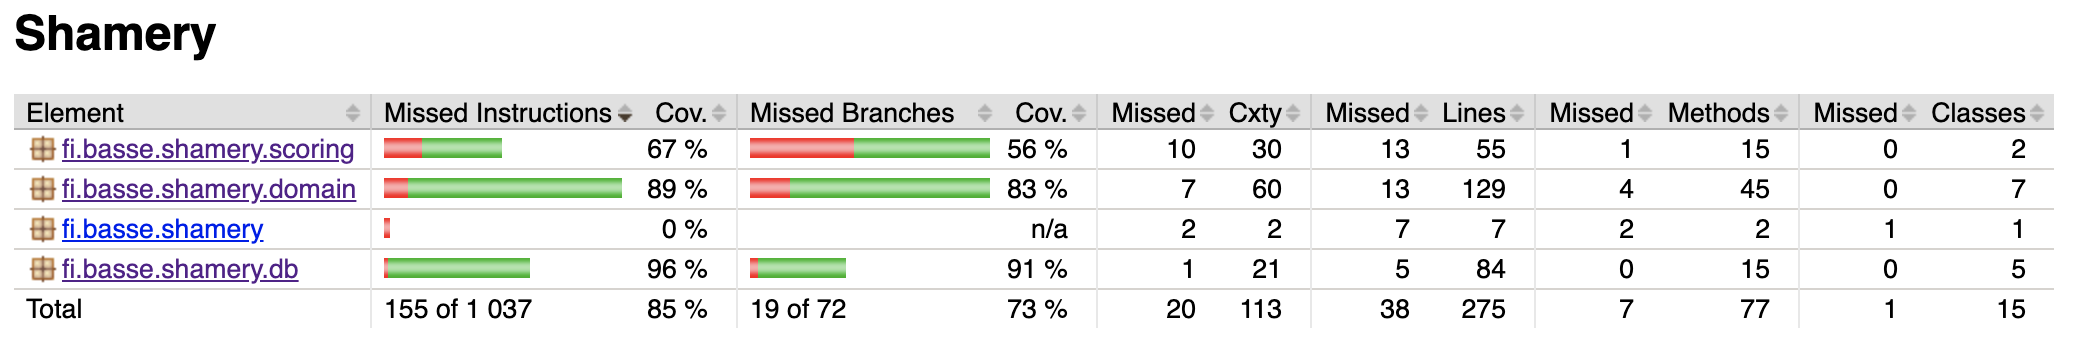 Shamery
Element Missed Instructions Cov. Missed Branches Cov. Missed Cxty Missed Lines Missed Methods Missed Classes
fi.basse.shamery.scoring 67 % 56 % 10 30 13 55 1 15 0 2
fi.basse.shamery.domain 89 % 83 % 7 60 13 129 4 45 0 7
fi.basse.shamery 0 % n/a 2 2 7 7 2 2 1 1
fi.basse.shamery.db 96 % 91 % 1 21 5 84 0 15 0 5
Total 155 of 1 037 85 % 19 of 72 73 % 20 113 38 275 7 77 1 15